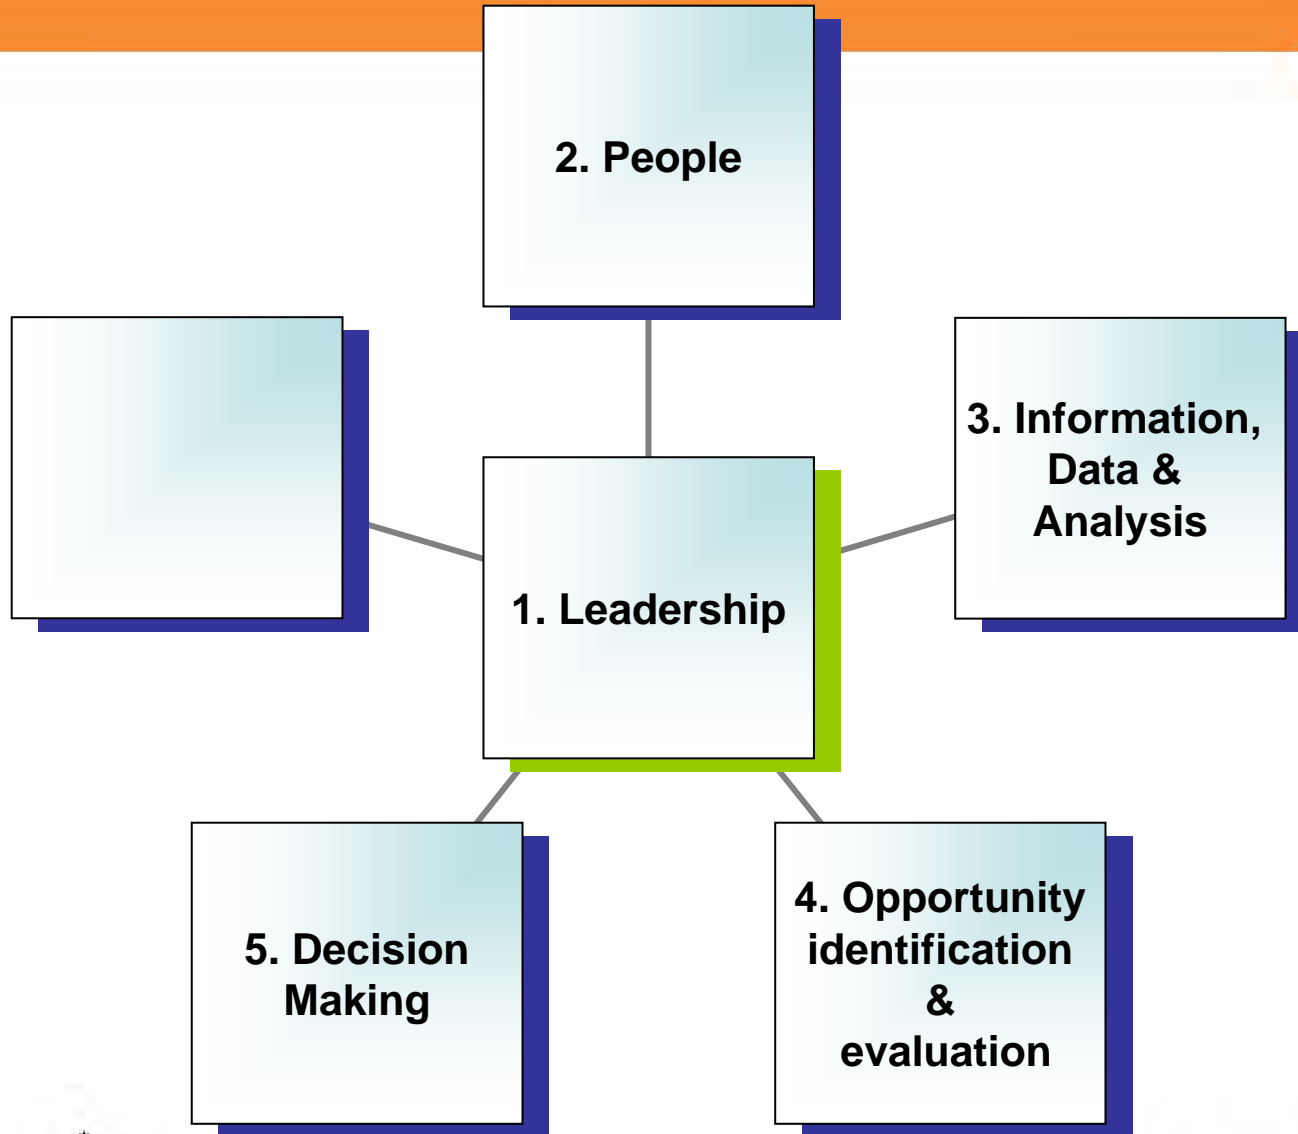 2. People
3. Information,
Data &
Analysis
1. Leadership
4. Opportunity
identification
&
evaluation
5. Decision
Making